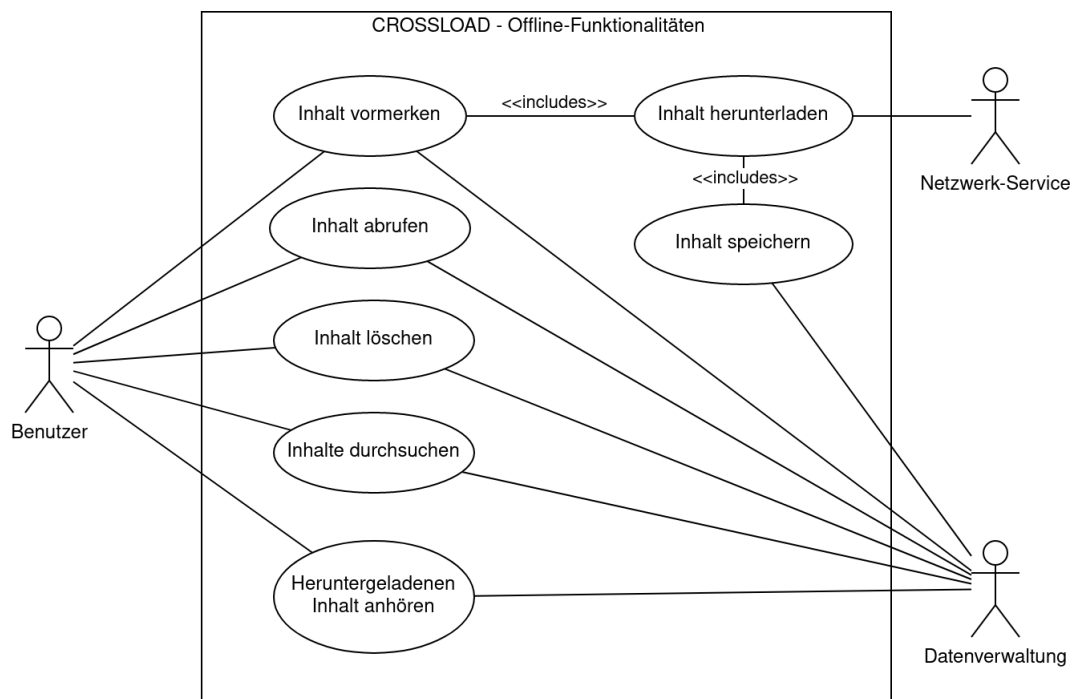 CROSSLOAD - Offline-Funktionalitäten
Inhalt vormerken
<<includes>>
Inhalt herunterladen
Netzwerk-Service
<<includes>>
Inhalt abrufen
Inhalt speichern
Inhalt löschen
Benutzer
Inhalte durchsuchen
Heruntergeladenen
Inhalt anhören
Datenverwaltung